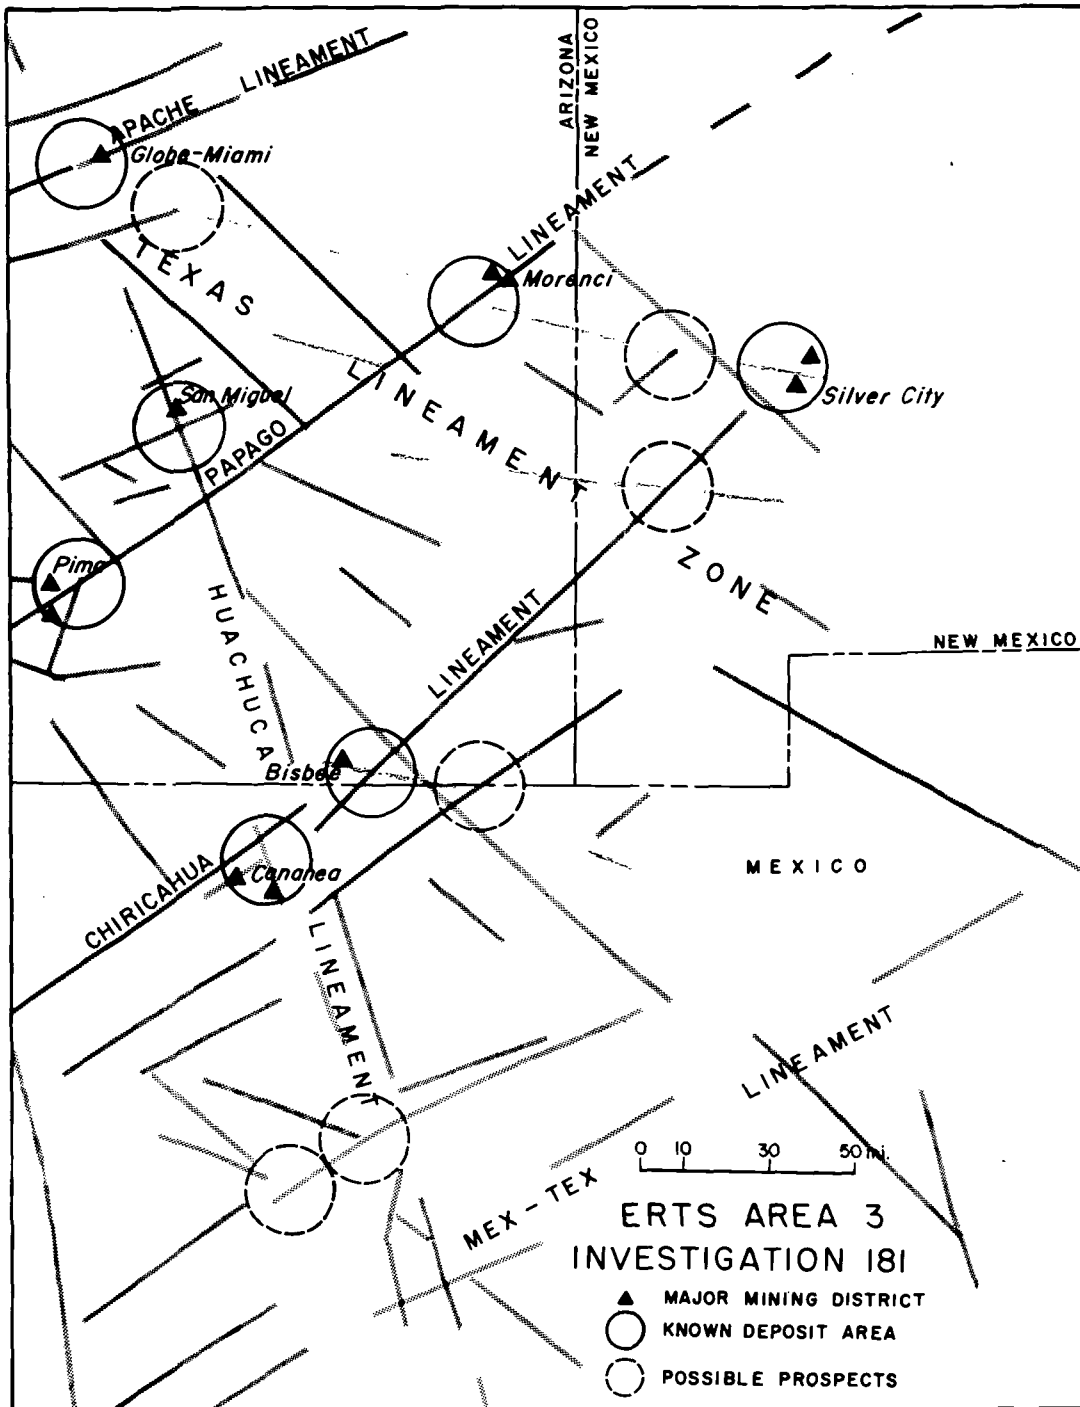 APACHE LINEAMENT
ARIZONA
NEW MEXICO
Globe-Miami
TEXAS LINEAMENT ZONE
PAPAGO LINEAMENT
Morenci
San Miguel
Silver City
Pima
HUACHUCA LINEAMENT
NEW MEXICO
CHIRICAHUA LINEAMENT
Bisbee
Cananea
MEXICO
MEX-TEX LINEAMENT
0 10 30 50 mi.
ERTS AREA 3
INVESTIGATION 181
MAJOR MINING DISTRICT
KNOWN DEPOSIT AREA
POSSIBLE PROSPECTS